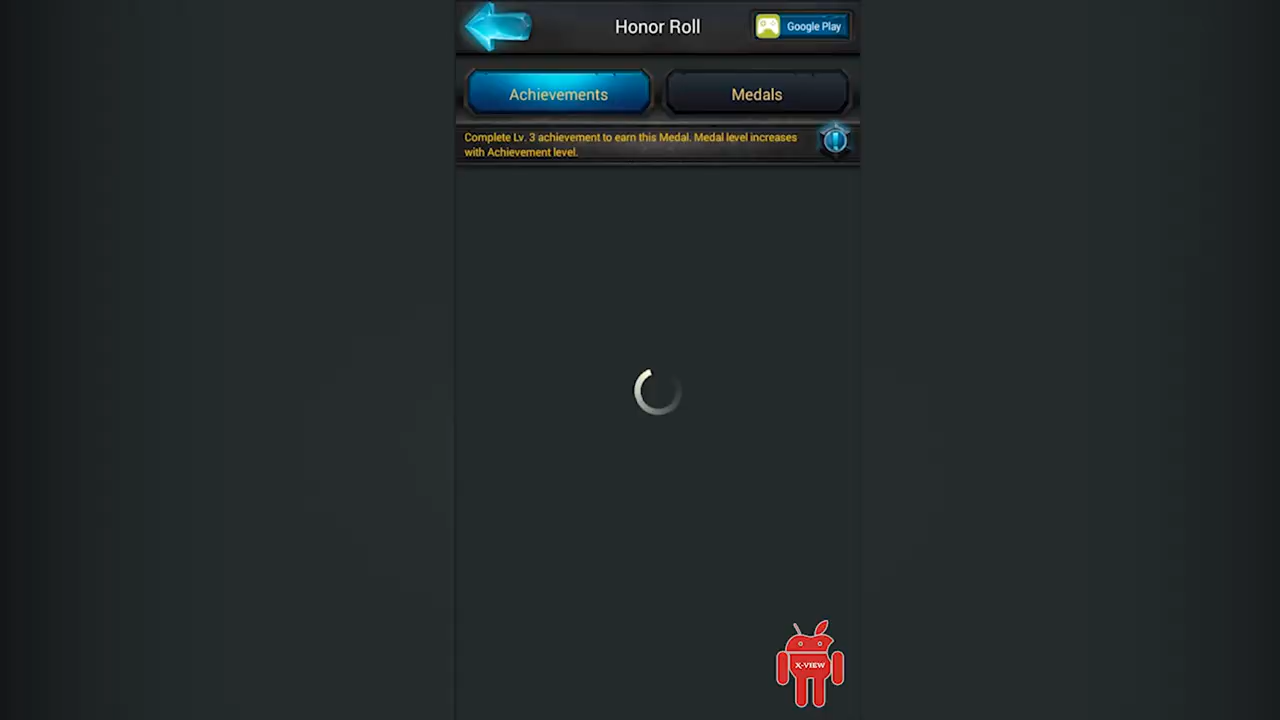 Honor Roll
Google Play
Achievements
Medals
Complete Lv. 3 achievement to earn this Medal. Medal level increases
with Achievement level.
X-VIEW